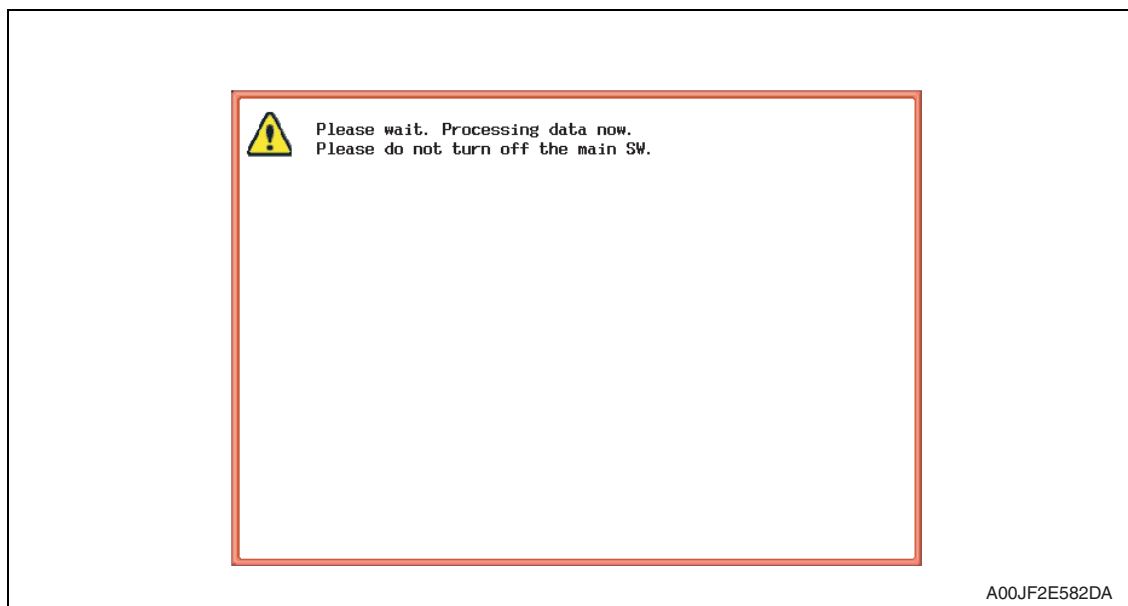 Please wait. Processing data now.
Please do not turn off the main SW.
A00JF2E582DA